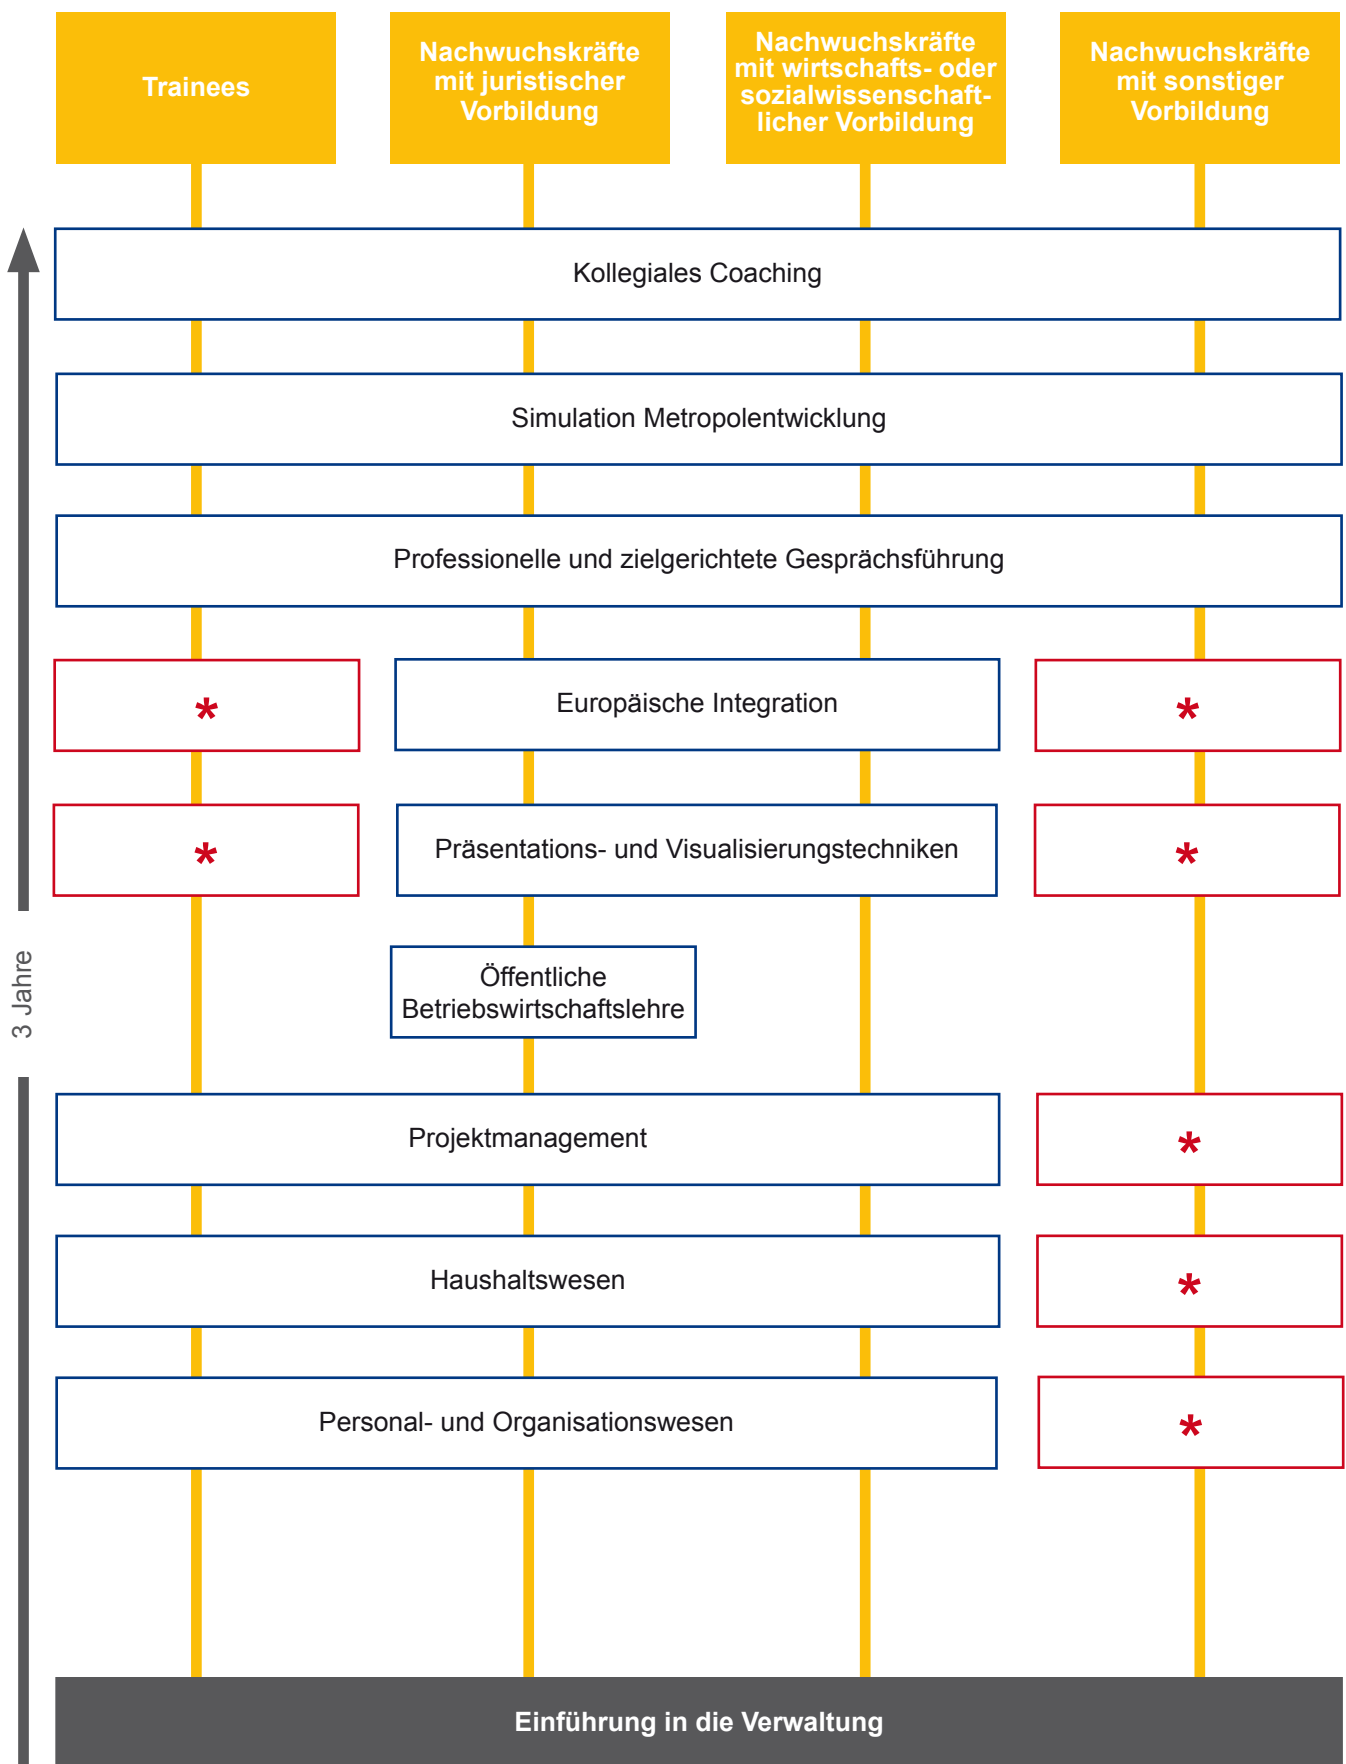 Trainees
Nachwuchskräfte
mit juristischer
Vorbildung
Nachwuchskräfte
mit wirtschafts- oder
sozialwissenschaft-
licher Vorbildung
Nachwuchskräfte
mit sonstiger
Vorbildung
Kollegiales Coaching
Simulation Metropolentwicklung
Professionelle und zielgerichtete Gesprächsführung
*
Europäische Integration
*
*
Präsentations- und Visualisierungstechniken
*
3 Jahre
Öffentliche
Betriebswirtschaftslehre
Projektmanagement
*
Haushaltswesen
*
Personal- und Organisationswesen
*
Einführung in die Verwaltung